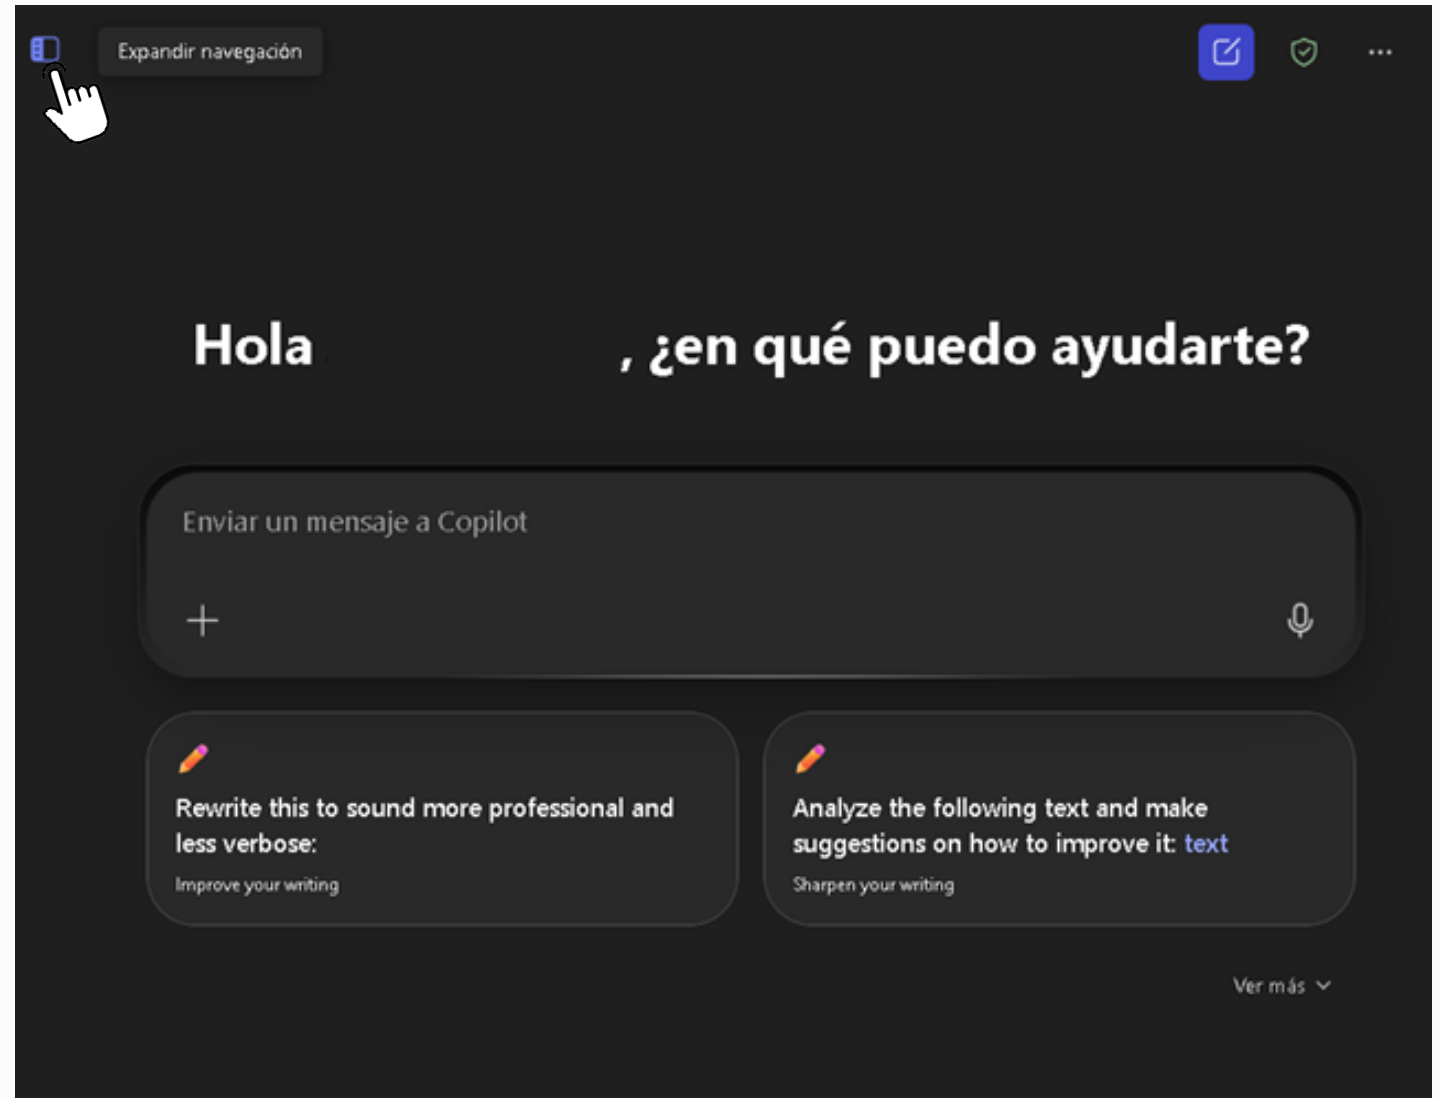 Expandir navegación
Hola , ¿en qué puedo ayudarte?
Enviar un mensaje a Copilot
Rewrite this to sound more professional and
less verbose:
Improve your writing
Analyze the following text and make
suggestions on how to improve it: text
Sharpen your writing
Ver más